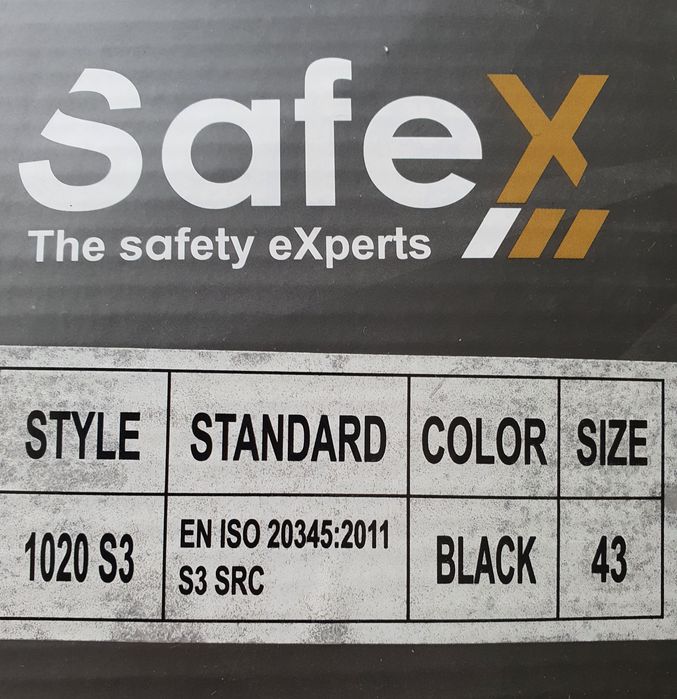 SafeX
The safety eXperts
STYLE STANDARD COLOR SIZE
1020 S3 EN ISO 20345:2011 BLACK 43
S3 SRC